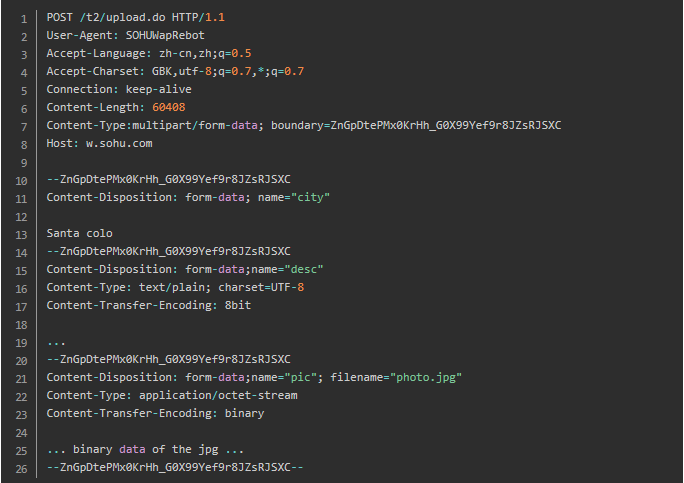 1 POST /t2/upload.do HTTP/1.1
2 User-Agent: SOHUWapRebot
3 Accept-Language: zh-cn,zh;q=0.5
4 Accept-Charset: GBK,utf-8;q=0.7,*;q=0.7
5 Connection: keep-alive
6 Content-Length: 60408
7 Content-Type:multipart/form-data; boundary=ZnGpDtePMx0KrHh_G0X99Yef9r8JZsRJSXC
8 Host: w.sohu.com
9
10 --ZnGpDtePMx0KrHh_G0X99Yef9r8JZsRJSXC
11 Content-Disposition: form-data; name="city"
12
13 Santa colo
14 --ZnGpDtePMx0KrHh_G0X99Yef9r8JZsRJSXC
15 Content-Disposition: form-data;name="desc"
16 Content-Type: text/plain; charset=UTF-8
17 Content-Transfer-Encoding: 8bit
18
19 ...
20 --ZnGpDtePMx0KrHh_G0X99Yef9r8JZsRJSXC
21 Content-Disposition: form-data;name="pic"; filename="photo.jpg"
22 Content-Type: application/octet-stream
23 Content-Transfer-Encoding: binary
24
25 ... binary data of the jpg ...
26 --ZnGpDtePMx0KrHh_G0X99Yef9r8JZsRJSXC--